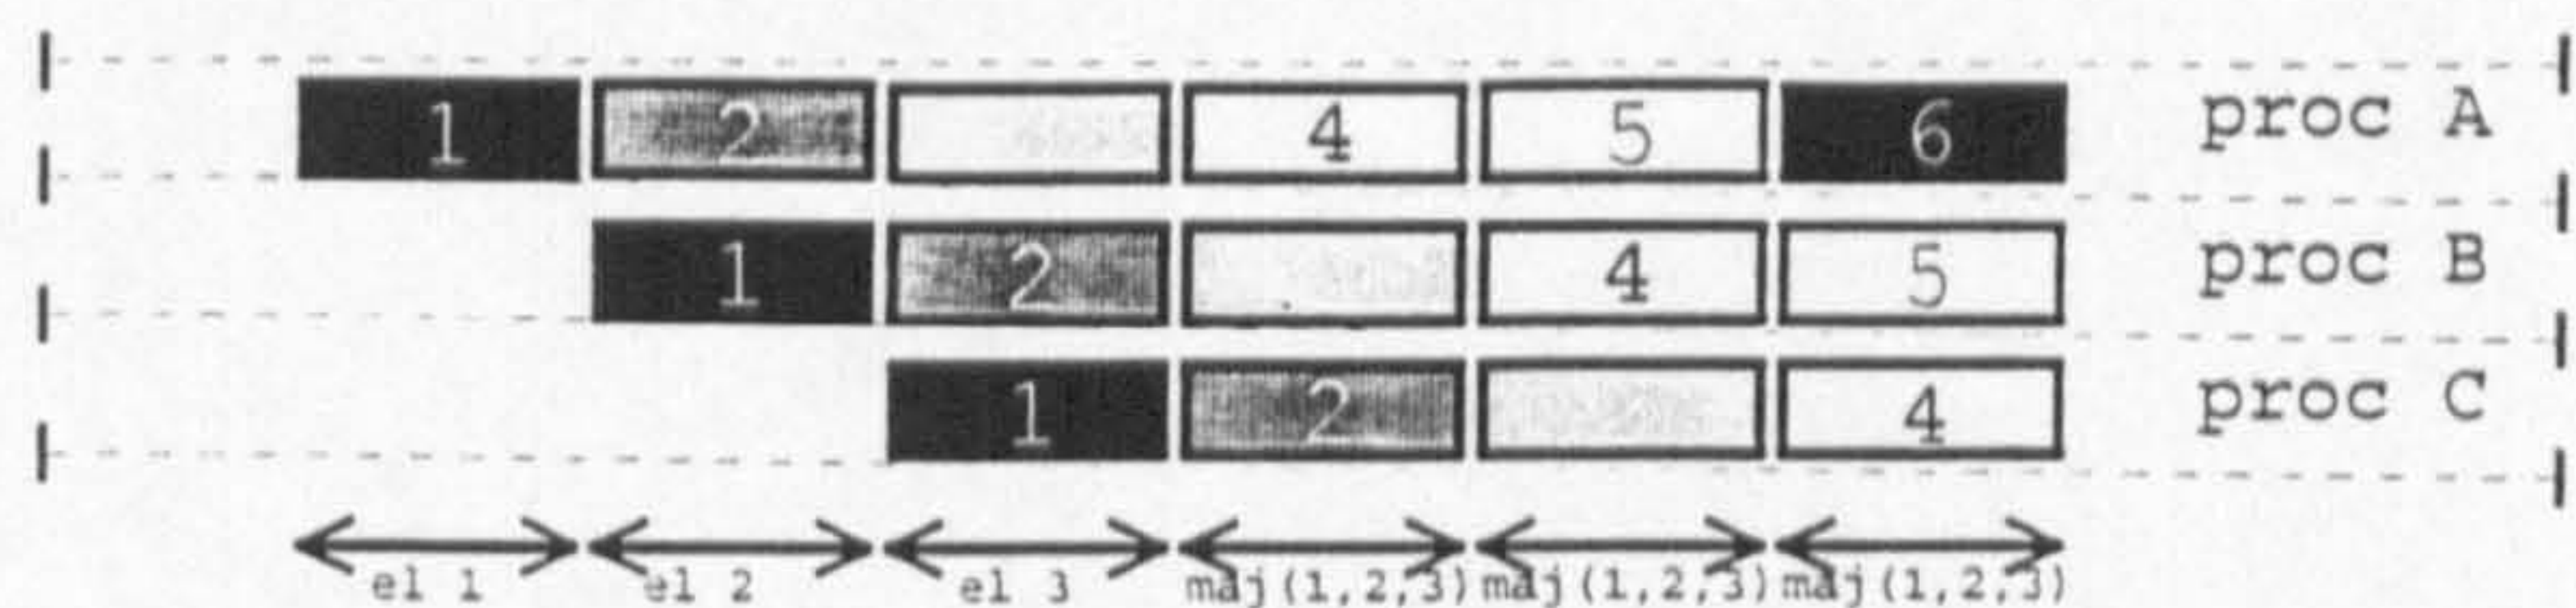 1 2 4 5 6 proc A
1 2 4 5 proc B
1 2 4 proc C
el 1 el 2 el 3 maj(1,2,3) maj(1,2,3) maj(1,2,3)